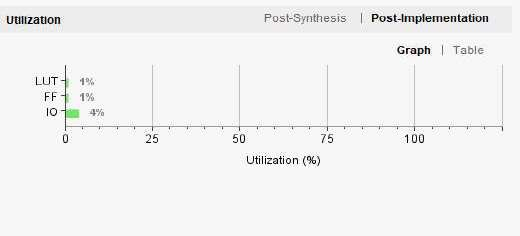 Utilization Post-Synthesis | Post-Implementation
Graph | Table
LUT 1%
FF 1%
IO 4%
0 25 50 75 100
Utilization (%)